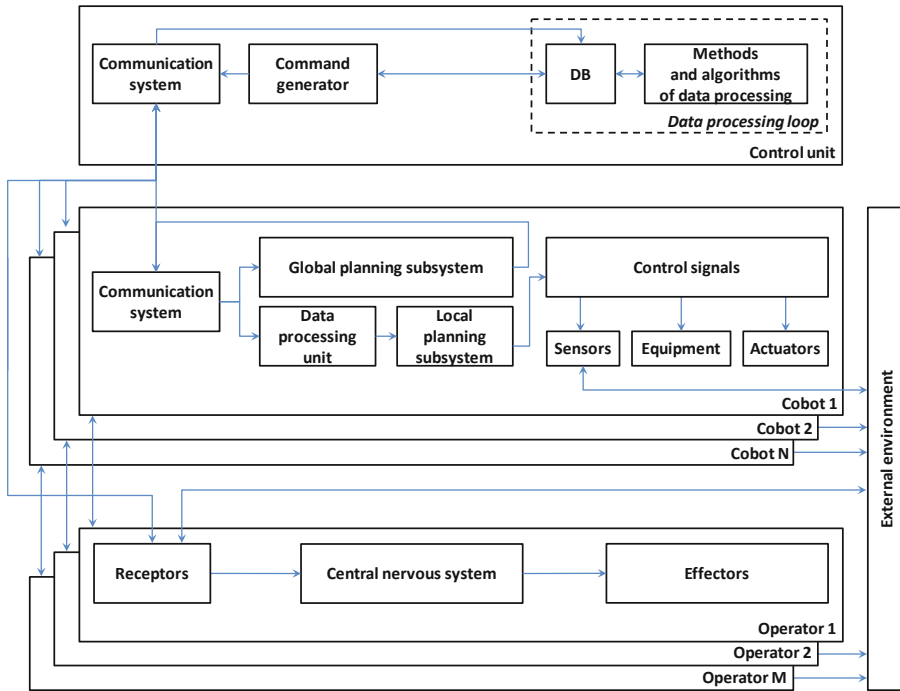 Communication
system
Command
generator
DB
Methods
and algorithms
of data processing
Data processing loop
Control unit
Communication
system
Global planning subsystem
Data
processing
unit
Local
planning
subsystem
Control signals
Sensors
Equipment
Actuators
Cobot 1
Cobot 2
Cobot N
External environment
Receptors
Central nervous system
Effectors
Operator 1
Operator 2
Operator M